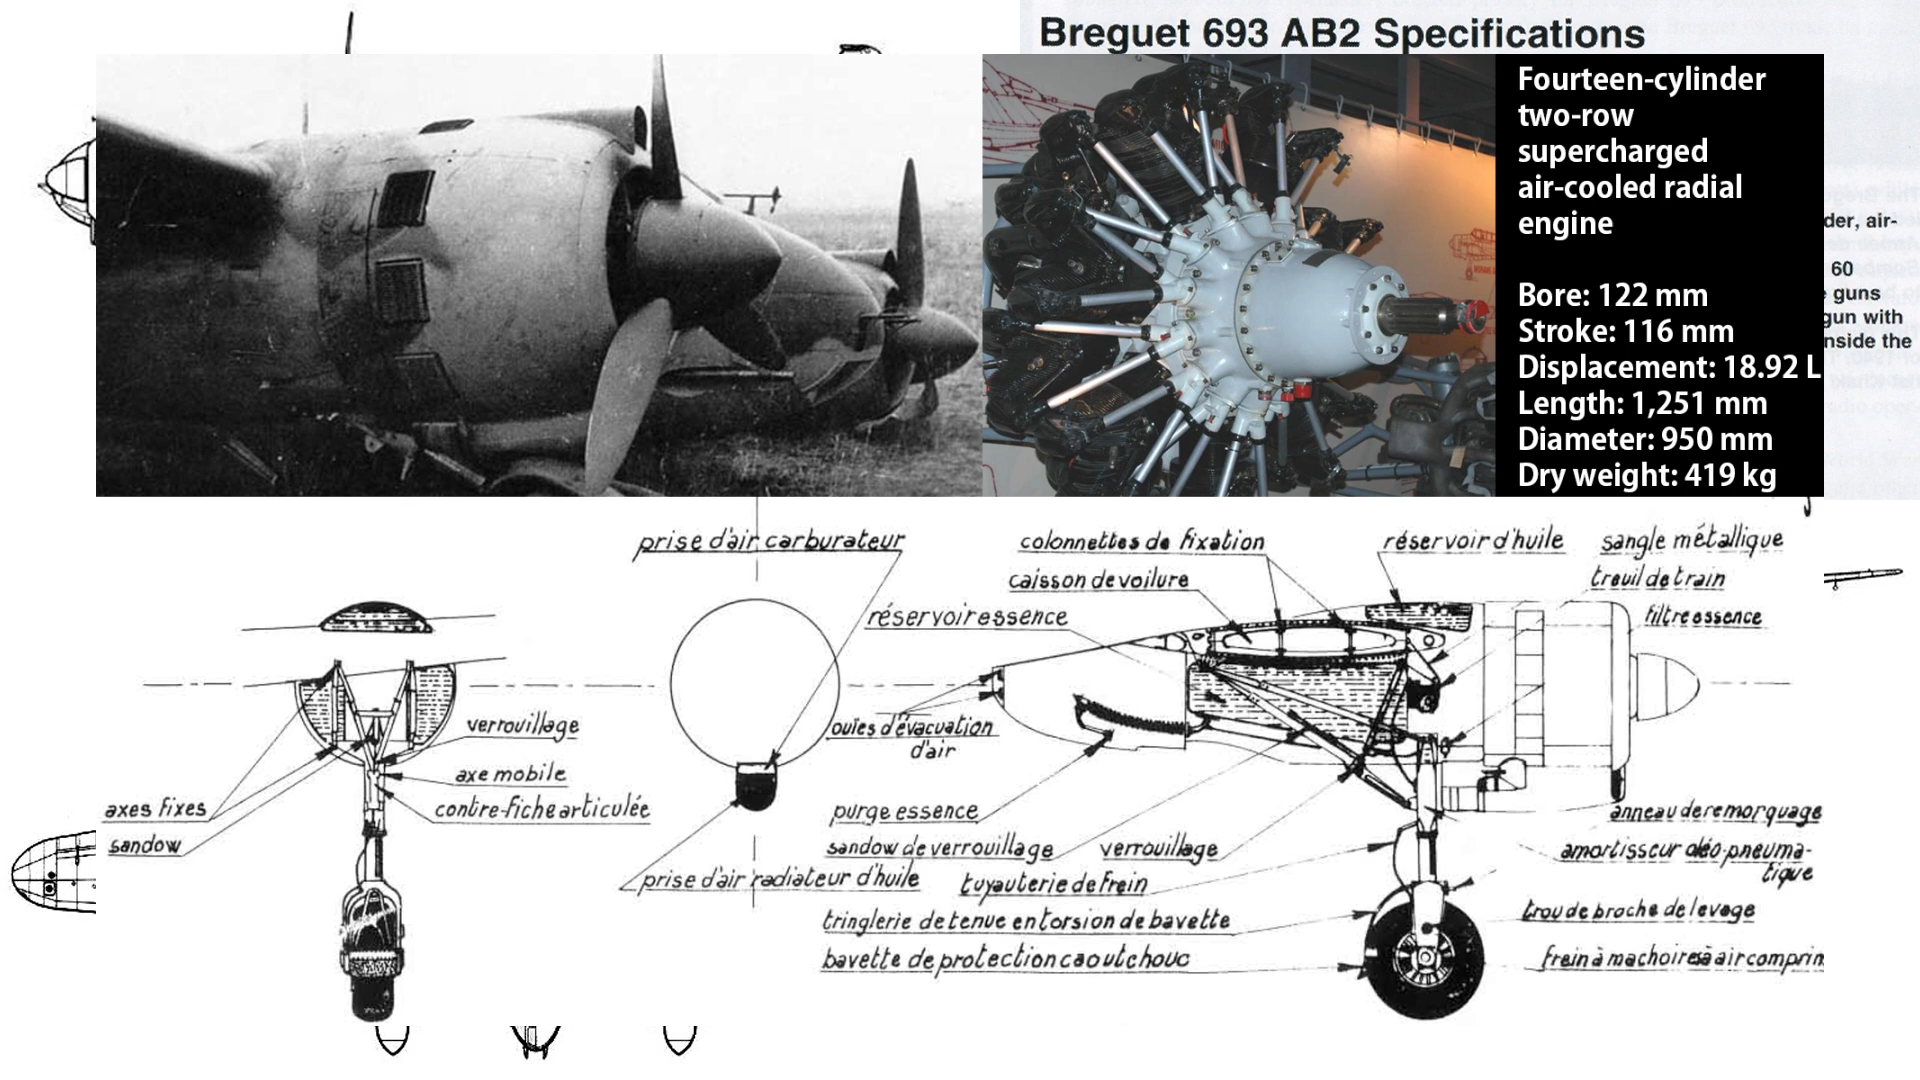 Breguet 693 AB2 Specifications
Fourteen-cylinder
two-row
supercharged
air-cooled radial
engine
Bore: 122 mm
Stroke: 116 mm
Displacement: 18.92 L
Length: 1,251 mm
Diameter: 950 mm
Dry weight: 419 kg
der, air-
60
guns
gun with
nside the
prise d'air carburateur
colonnettes de fixation
réservoir d'huile
sangle métallique
caisson de voilure
treuil de train
réservoir essence
filtre essence
verrouillage
ouïes d'évacuation
d'air
axe mobile
axes fixes
contre-fiche articulée
purge essence
anneau de remorquage
sandow
sandow de verrouillage
verrouillage
amortisseur oléo-pneuma-
tique
prise d'air radiateur d'huile
tuyauterie de frein
tringlerie de tenue en torsion de bavette
trou de broche de levage
bavette de protection caoutchouc
frein à machoires à air comprim